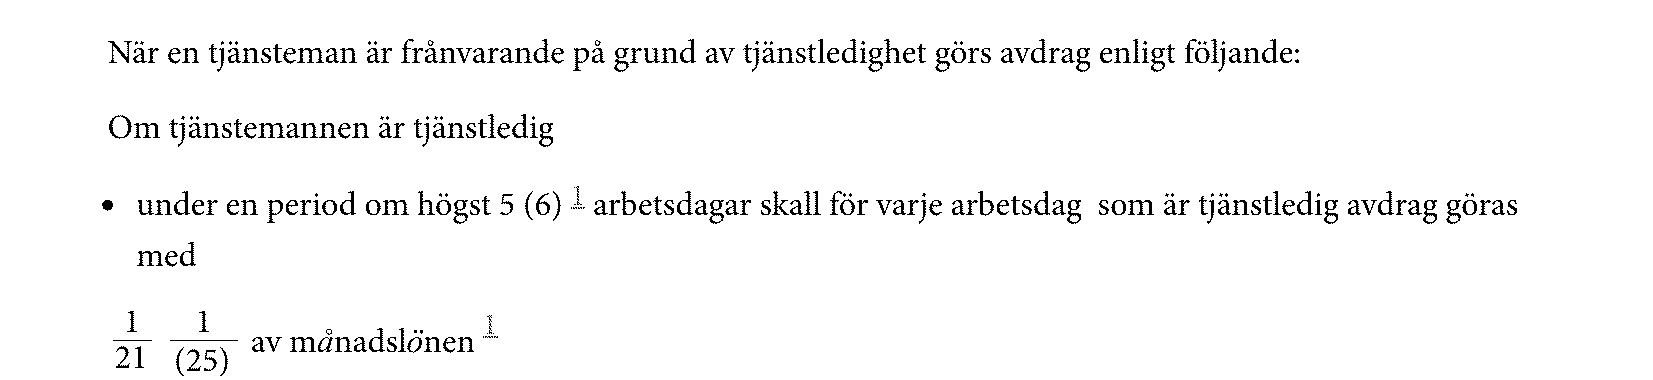 När en tjänsteman är frånvarande på grund av tjänstledighet görs avdrag enligt följande:
Om tjänstemannen är tjänstledig
• under en period om högst 5 (6) 1 arbetsdagar skall för varje arbetsdag som är tjänstledig avdrag göras
med
1/21 1/(25) av månadslönen 1